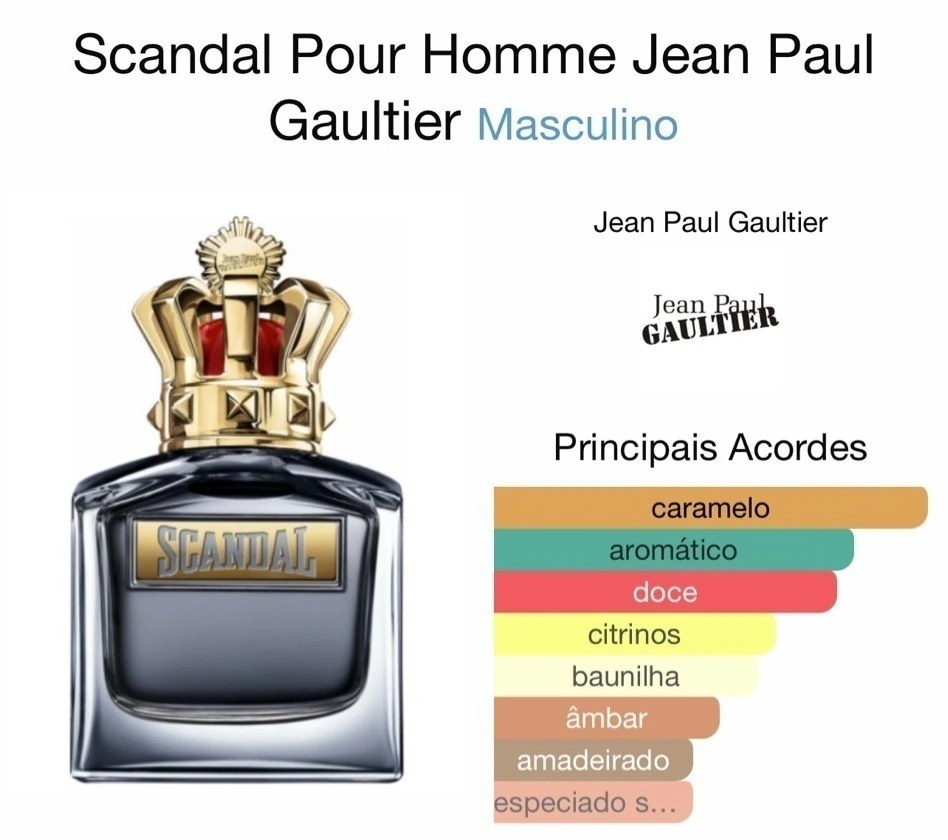 Scandal Pour Homme Jean Paul
Gaultier Masculino
Jean Paul Gaultier
Jean Paul
GAULTIER
SCANDAL
Principais Acordes
caramelo
aromático
doce
citrinos
baunilha
âmbar
amadeirado
especiado s...